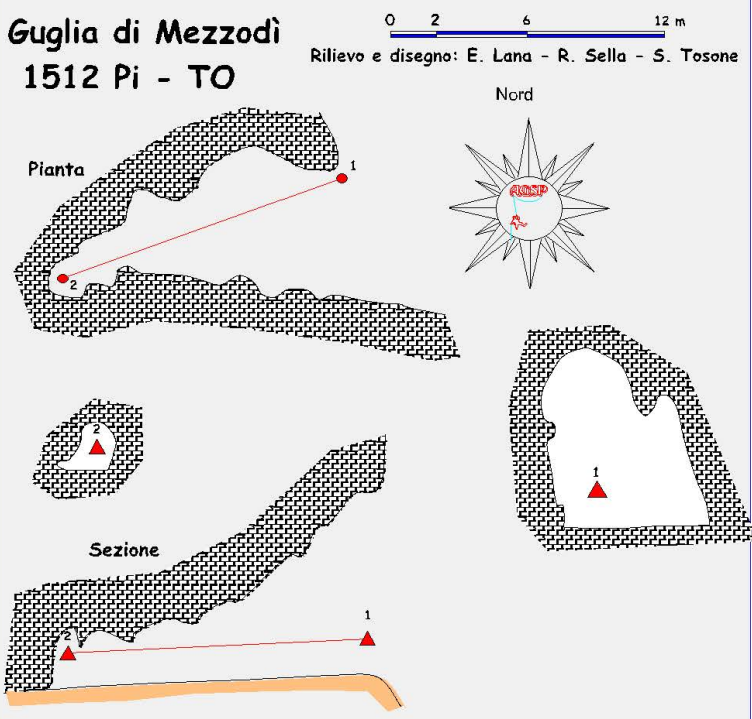 Guglia di Mezzodì
1512 Pi - TO
0 2 6 12 m
Rilievo e disegno: E. Lana - R. Sella - S. Tosone
Nord
AGSP
Pianta
1
2
2
1
Sezione
2
1